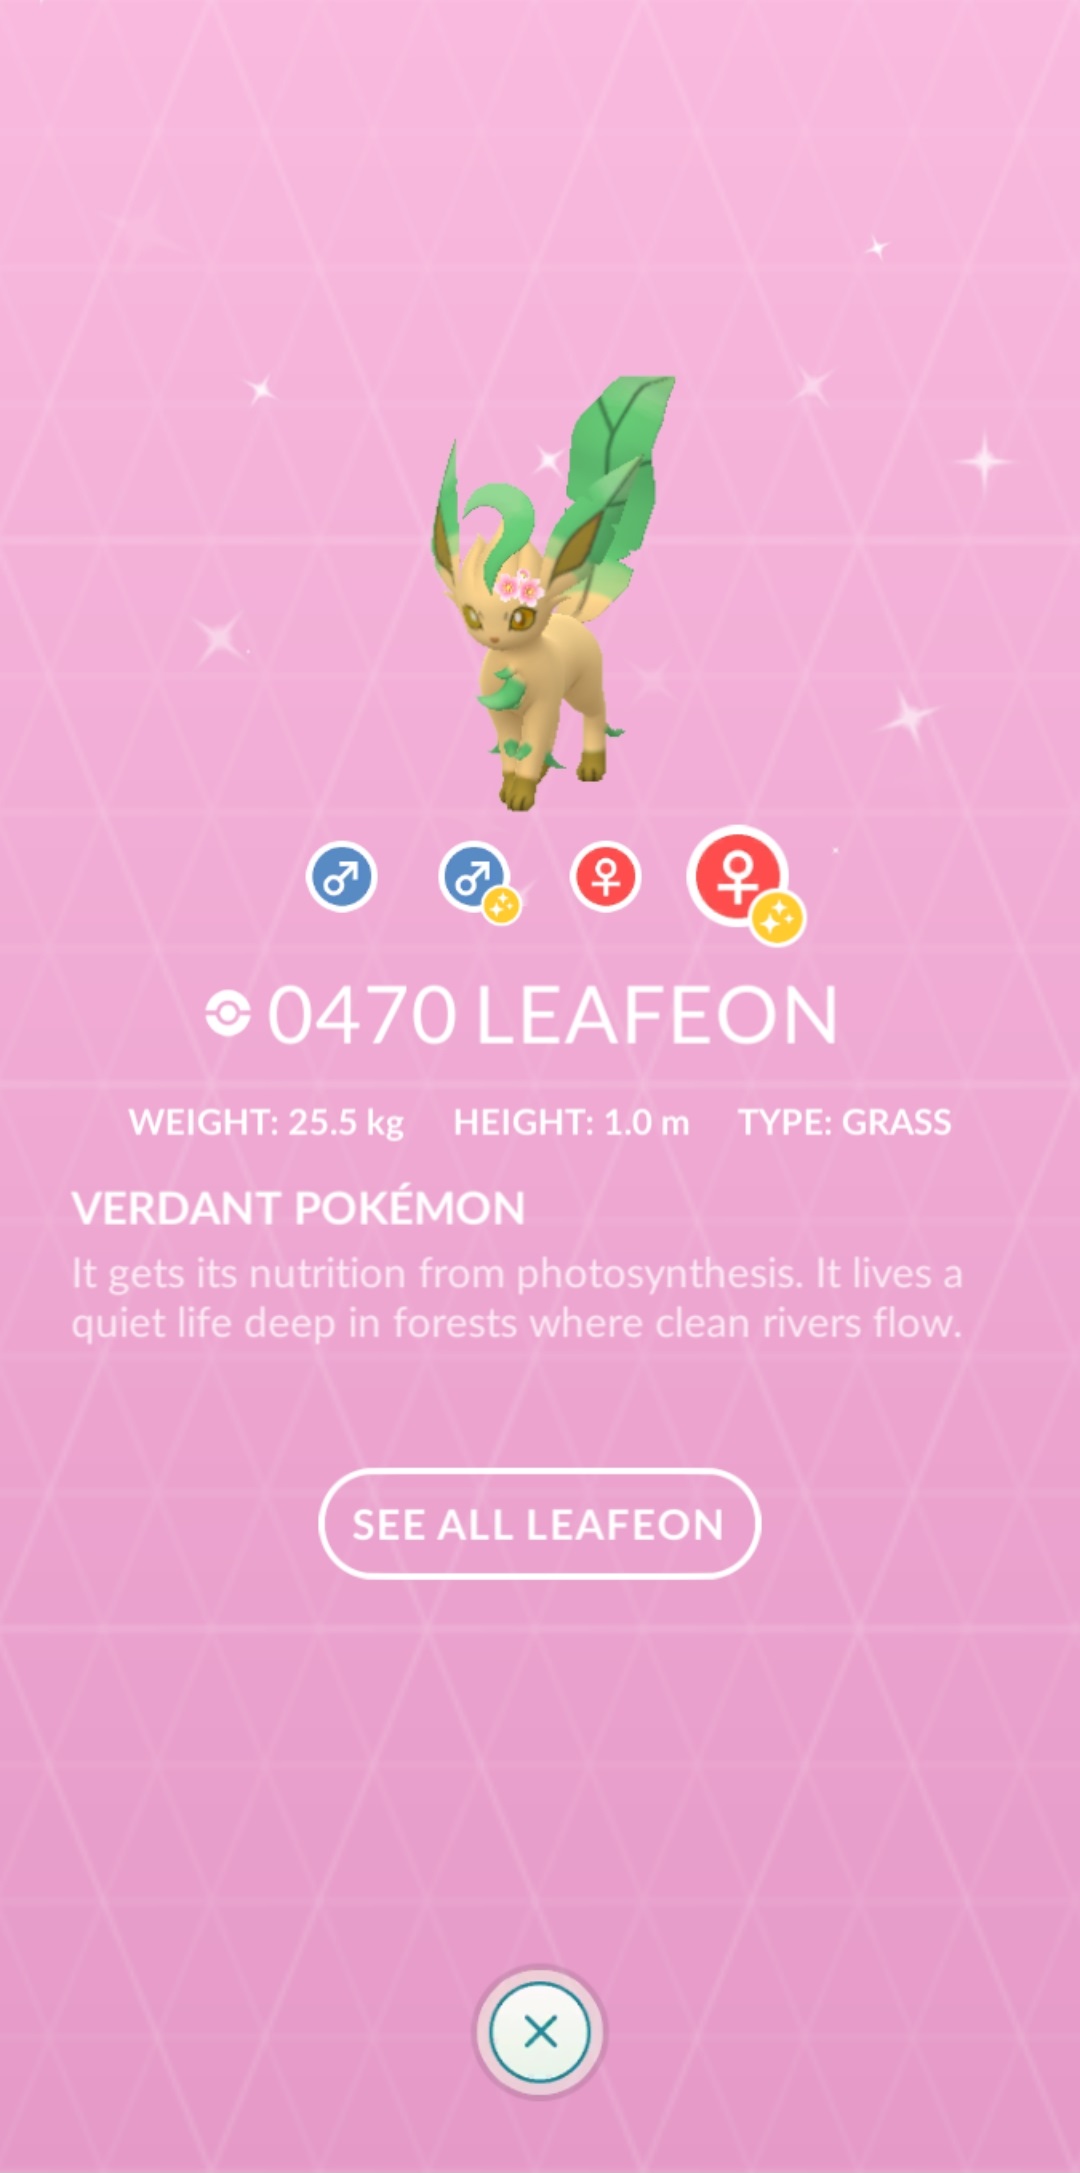 0470 LEAFEON
WEIGHT: 25.5 kg HEIGHT: 1.0 m TYPE: GRASS
VERDANT POKÉMON
It gets its nutrition from photosynthesis. It lives a
quiet life deep in forests where clean rivers flow.
SEE ALL LEAFEON